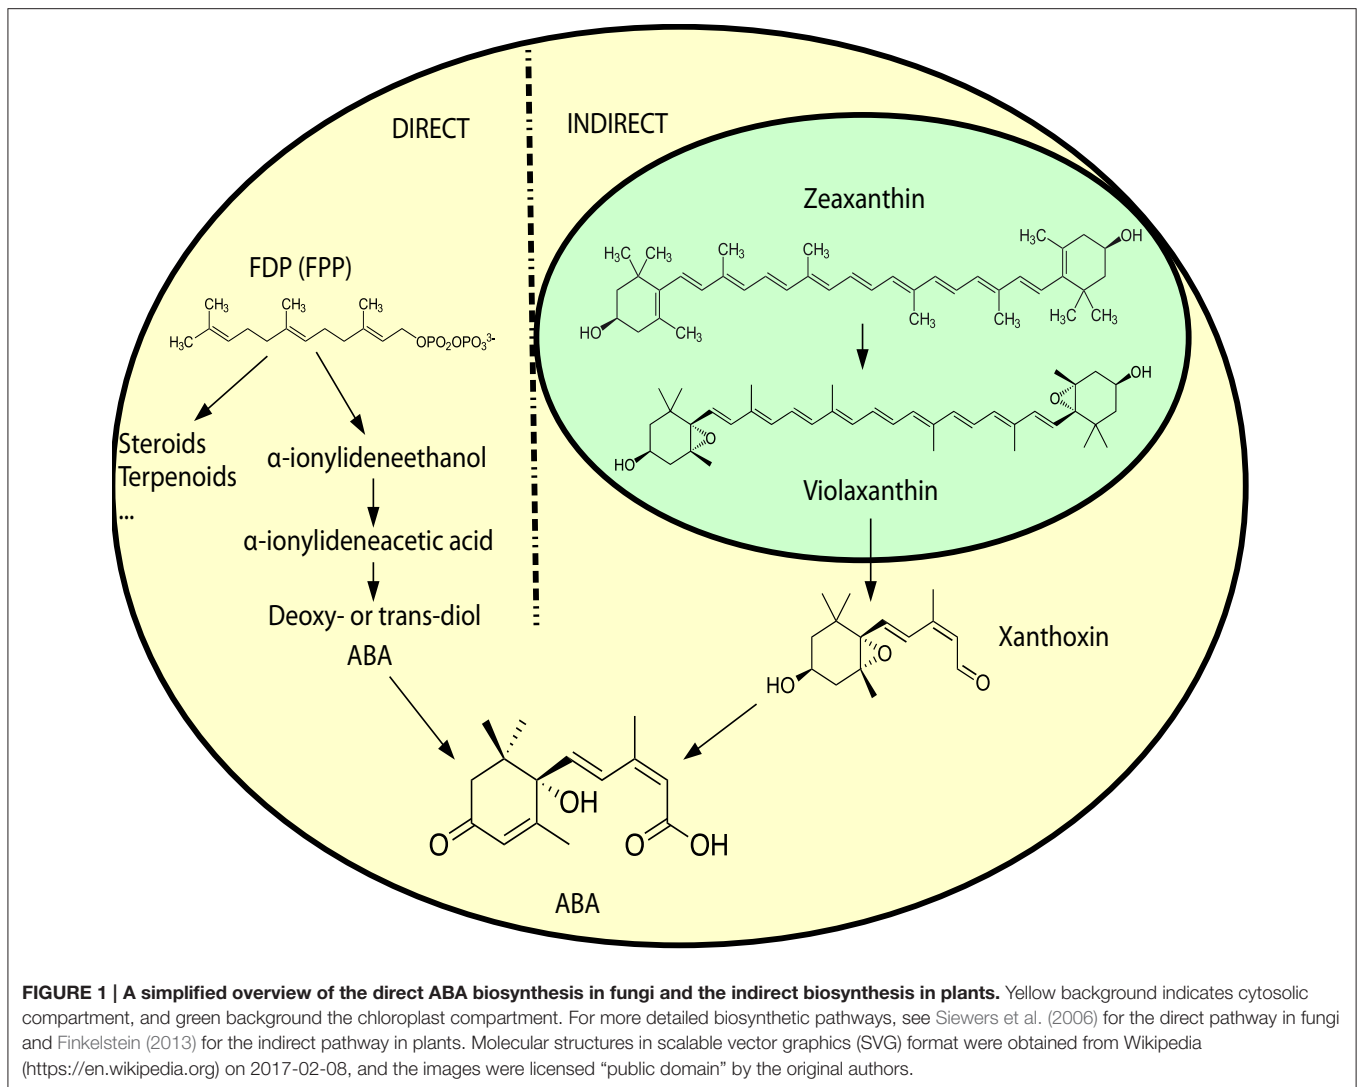 DIRECT
INDIRECT
Zeaxanthin
H₃C CH₃ CH₃ CH₃ H₃C OH
HO CH₃ CH₃ CH₃ H₃C CH₃
FDP (FPP)
CH₃ CH₃ CH₃
H₃C OPO₂OPO₃³⁻
O OH
HO O
Violaxanthin
Steroids
Terpenoids
...
α-ionylideneethanol
α-ionylideneacetic acid
Deoxy- or trans-diol
ABA
Xanthoxin
HO O O
OH
O O OH
ABA
FIGURE 1 | A simplified overview of the direct ABA biosynthesis in fungi and the indirect biosynthesis in plants. Yellow background indicates cytosolic
compartment, and green background the chloroplast compartment. For more detailed biosynthetic pathways, see Siewers et al. (2006) for the direct pathway in fungi
and Finkelstein (2013) for the indirect pathway in plants. Molecular structures in scalable vector graphics (SVG) format were obtained from Wikipedia
(https://en.wikipedia.org) on 2017-02-08, and the images were licensed “public domain” by the original authors.